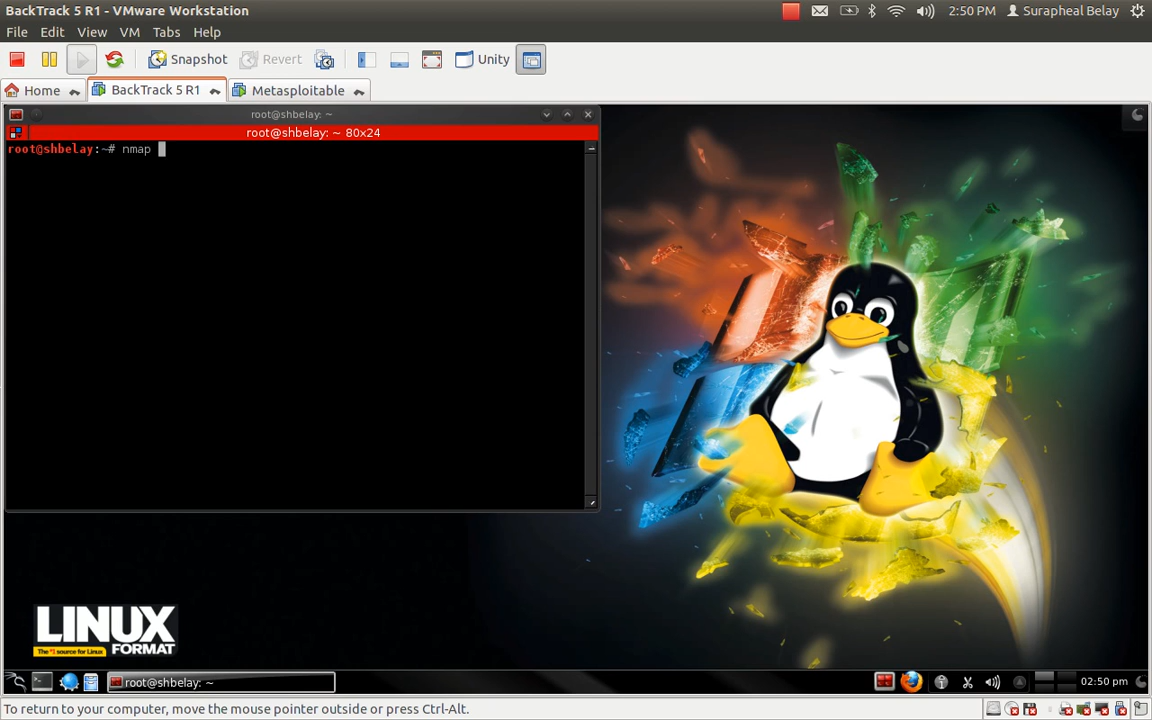 BackTrack 5 R1 - VMware Workstation
2:50 PM
Surapheal Belay
File Edit View VM Tabs Help
Snapshot
Revert
Unity
Home
BackTrack 5 R1
Metasploitable
root@shbelay: ~
root@shbelay: ~ 80x24
root@shbelay:~# nmap
LINUX
The #1 source for Linux
FORMAT
root@shbelay: ~
02:50 pm
To return to your computer, move the mouse pointer outside or press Ctrl-Alt.